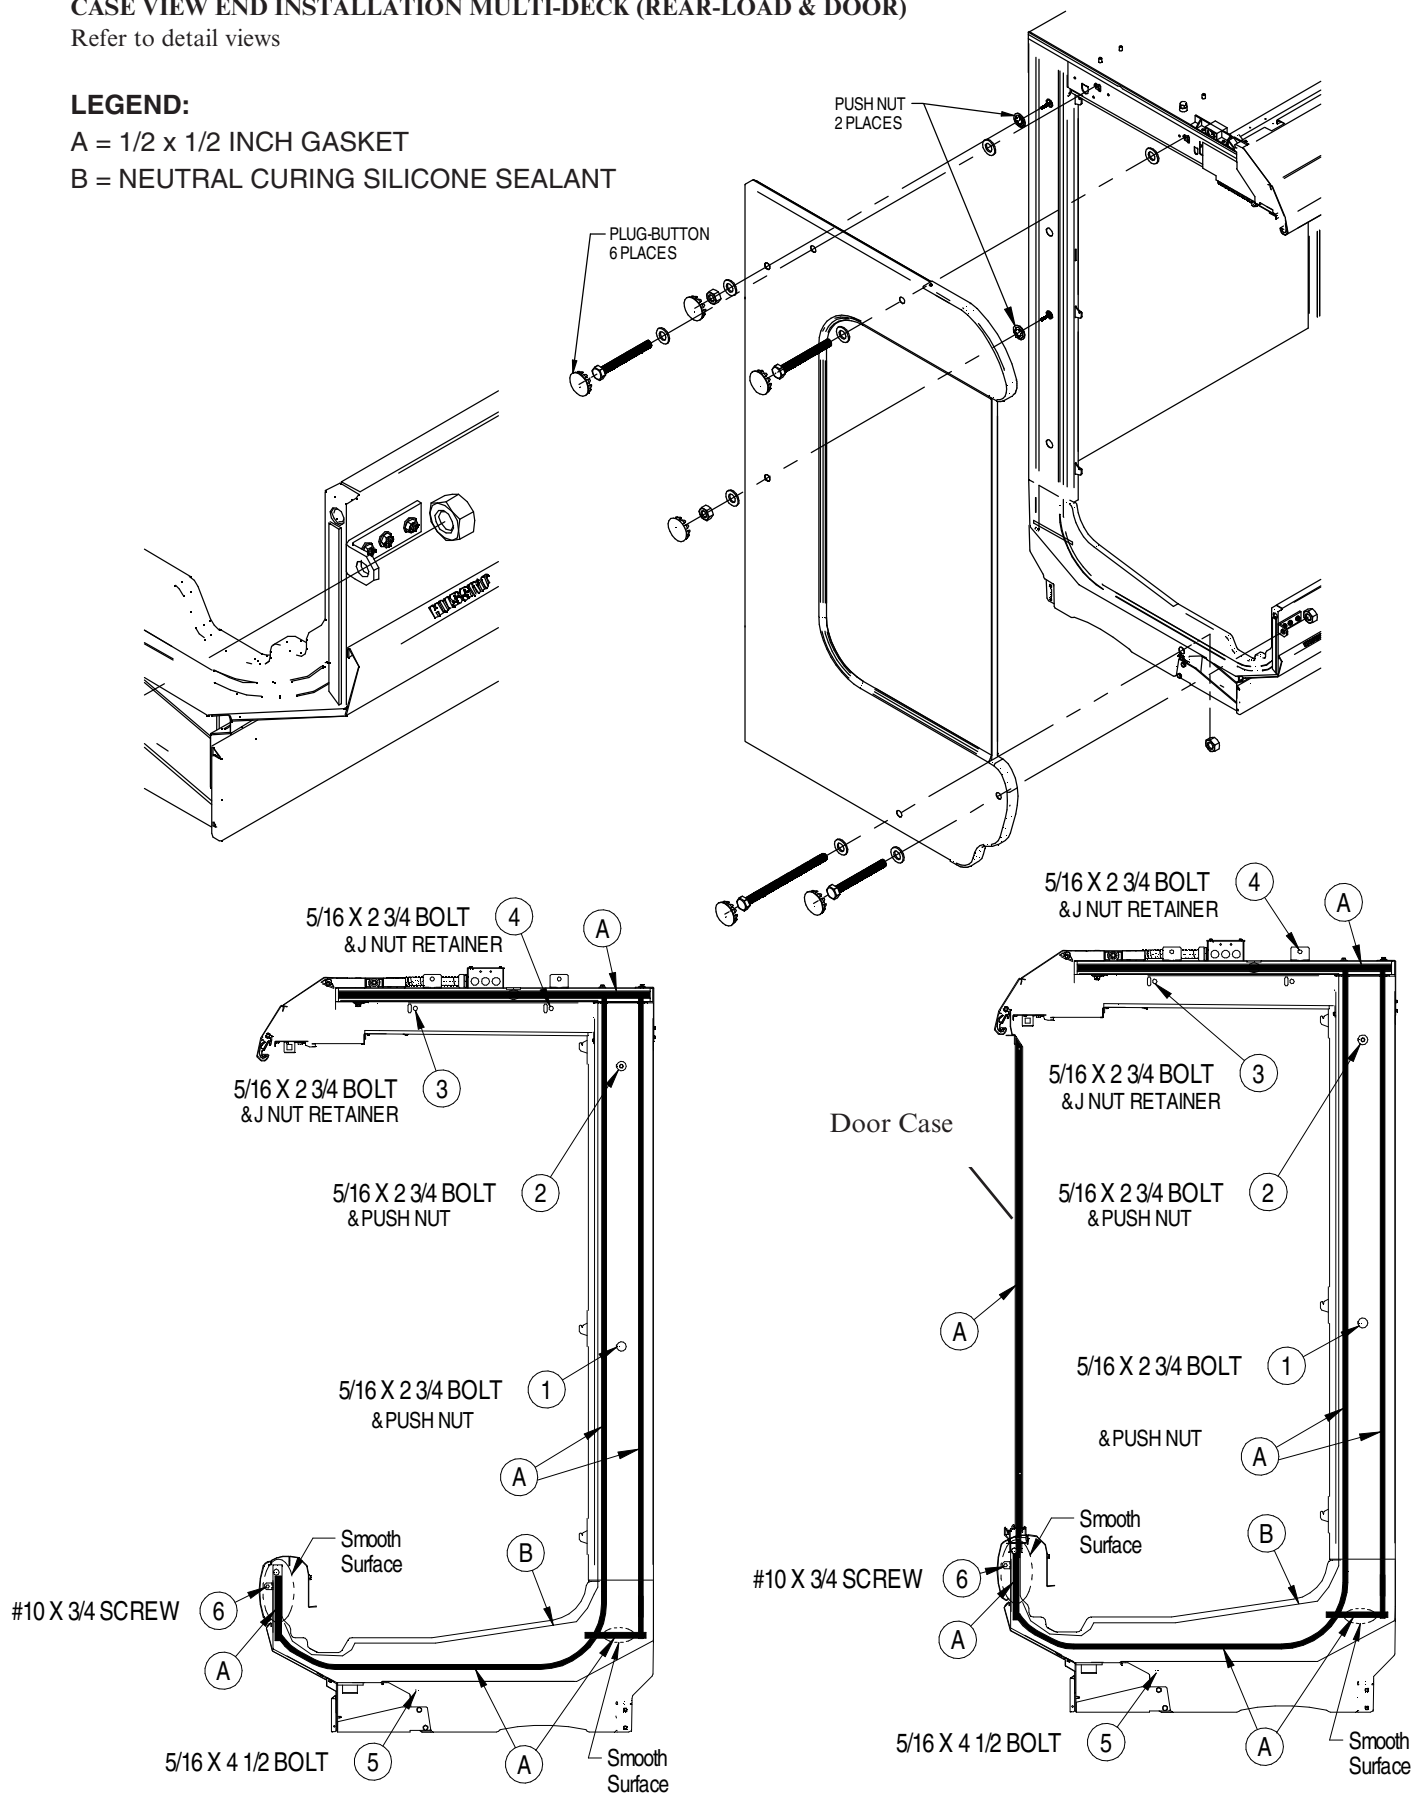 CASE VIEW END INSTALLATION MULTI-DECK (REAR-LOAD & DOOR)
Refer to detail views
LEGEND:
A = 1/2 x 1/2 INCH GASKET
B = NEUTRAL CURING SILICONE SEALANT
PUSH NUT
2 PLACES
PLUG-BUTTON
6 PLACES
5/16 X 2 3/4 BOLT
& J NUT RETAINER
4
A
5/16 X 2 3/4 BOLT
& J NUT RETAINER
3
5/16 X 2 3/4 BOLT
& PUSH NUT
2
5/16 X 2 3/4 BOLT
& PUSH NUT
1
A
Smooth
Surface
B
#10 X 3/4 SCREW
6
A
5/16 X 4 1/2 BOLT
5
A
Smooth
Surface
5/16 X 2 3/4 BOLT
& J NUT RETAINER
4
A
5/16 X 2 3/4 BOLT
& J NUT RETAINER
3
Door Case
5/16 X 2 3/4 BOLT
& PUSH NUT
2
A
5/16 X 2 3/4 BOLT
1
& PUSH NUT
A
Smooth
Surface
B
#10 X 3/4 SCREW
6
A
5/16 X 4 1/2 BOLT
5
A
Smooth
Surface